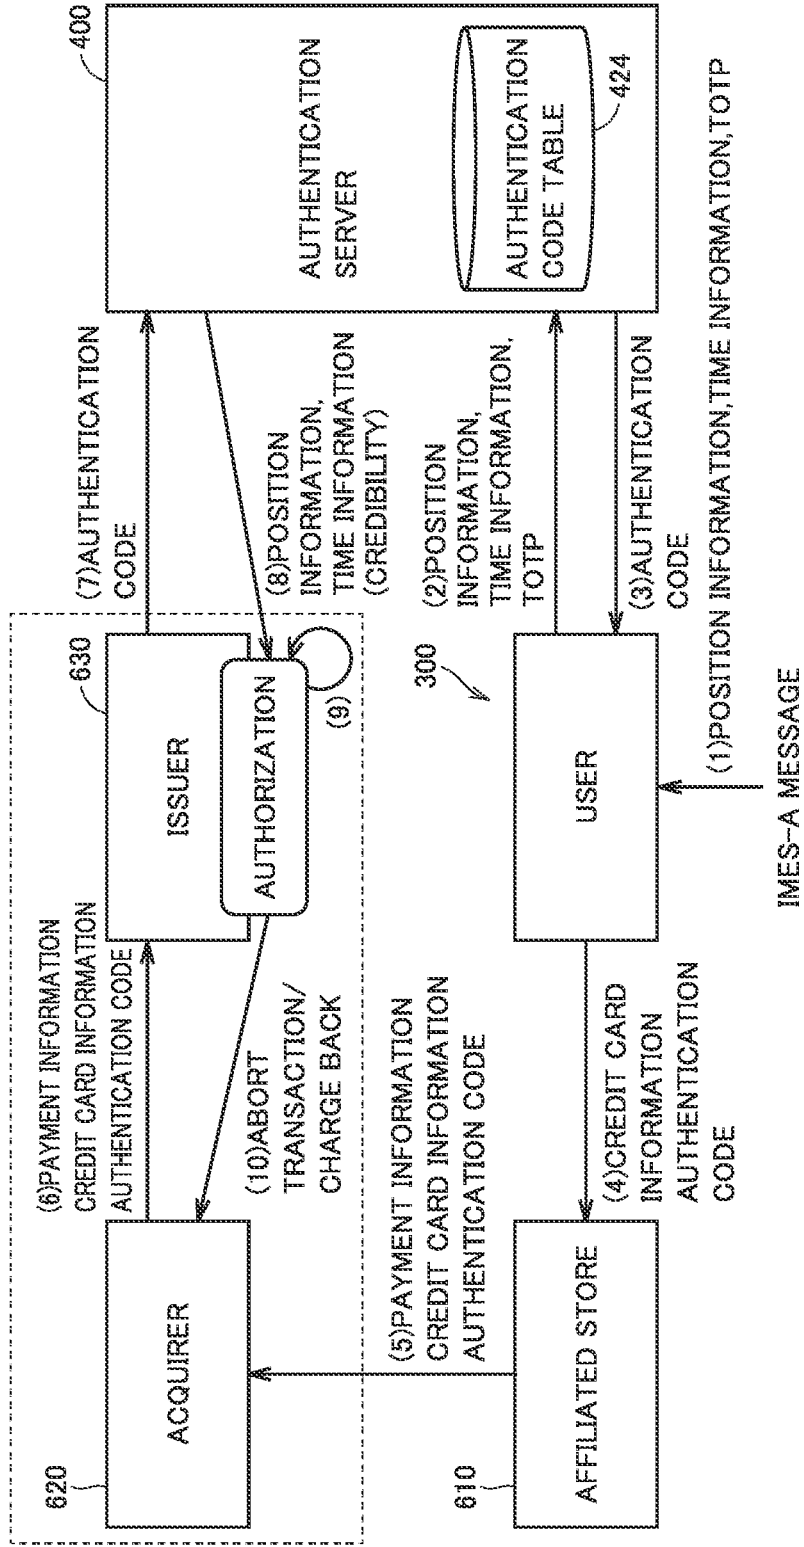 620
ACQUIRER
(6)PAYMENT INFORMATION
CREDIT CARD INFORMATION
AUTHENTICATION CODE
630
ISSUER
AUTHORIZATION
(9)
(10)ABORT
TRANSACTION/
CHARGE BACK
(7)AUTHENTICATION
CODE
(8)POSITION
INFORMATION,
TIME INFORMATION
(CREDIBILITY)
400
AUTHENTICATION
SERVER
AUTHENTICATION
CODE TABLE
424
(5)PAYMENT INFORMATION
CREDIT CARD INFORMATION
AUTHENTICATION CODE
610
AFFILIATED STORE
(4)CREDIT CARD
INFORMATION
AUTHENTICATION
CODE
300
USER
(2)POSITION
INFORMATION,
TIME INFORMATION,
TOTP
(3)AUTHENTICATION
CODE
(1)POSITION INFORMATION,TIME INFORMATION,TOTP
IMES-A MESSAGE